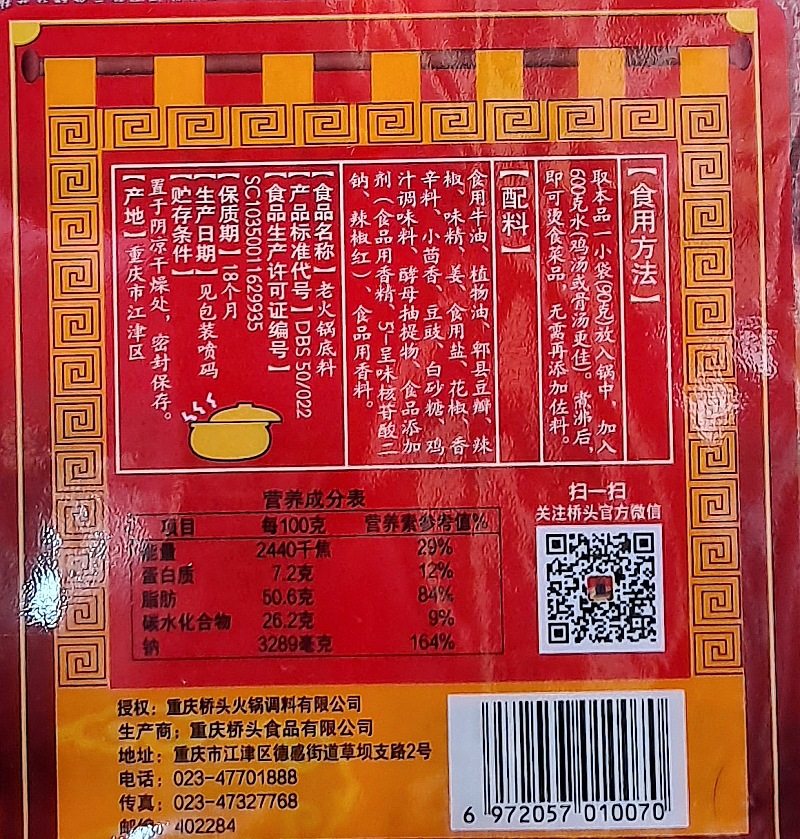 【食用方法】
取本品一小袋(90克)放入锅中，加入
600克水(鸡汤或骨汤更佳)，煮沸后，
即可烫食菜品，无需再添加佐料。
【配料】
食用牛油、植物油、郫县豆瓣、辣
椒、味精、姜、食用盐、花椒、香
辛料、小茴香、豆豉、白砂糖、鸡
汁调味料、酵母抽提物、食品添加
剂（食品用香精、5′-呈味核苷酸二
钠、辣椒红）、食品用香料。
【食品名称】老火锅底料
【产品标准代号】DBS 50/022
【食品生产许可证编号】
SC10350011629935
【保质期】18个月
【生产日期】见包装喷码
【贮存条件】
置于阴凉干燥处，密封保存。
【产地】重庆市江津区
营养成分表
项目 每100克 营养素参考值%
能量 2440千焦 29%
蛋白质 7.2克 12%
脂肪 50.6克 84%
碳水化合物 26.2克 9%
钠 3289毫克 164%
扫一扫
关注桥头官方微信
授权：重庆桥头火锅调料有限公司
生产商：重庆桥头食品有限公司
地址：重庆市江津区德感街道草坝支路2号
电话：023-47701888
传真：023-47327768
邮编：402284
6 972057 010070